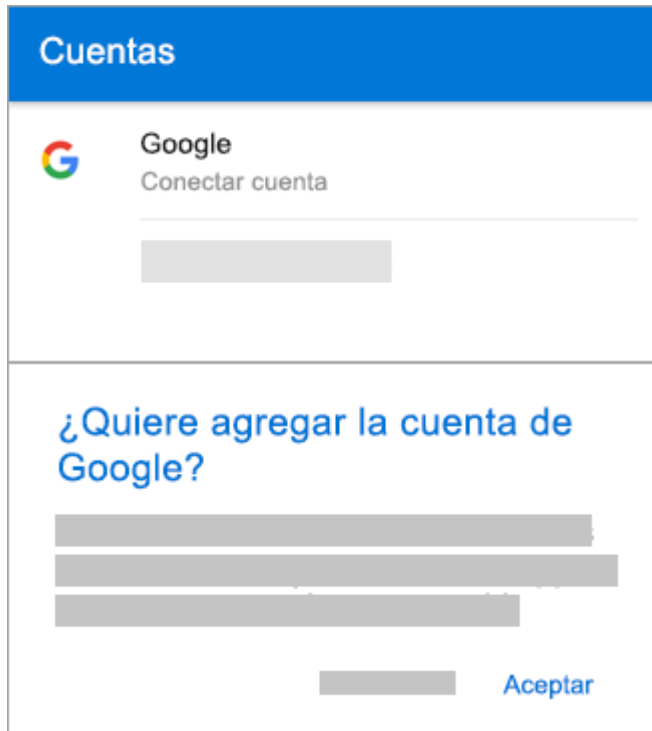 Cuentas
Google
Conectar cuenta
¿Quiere agregar la cuenta de
Google?
Aceptar